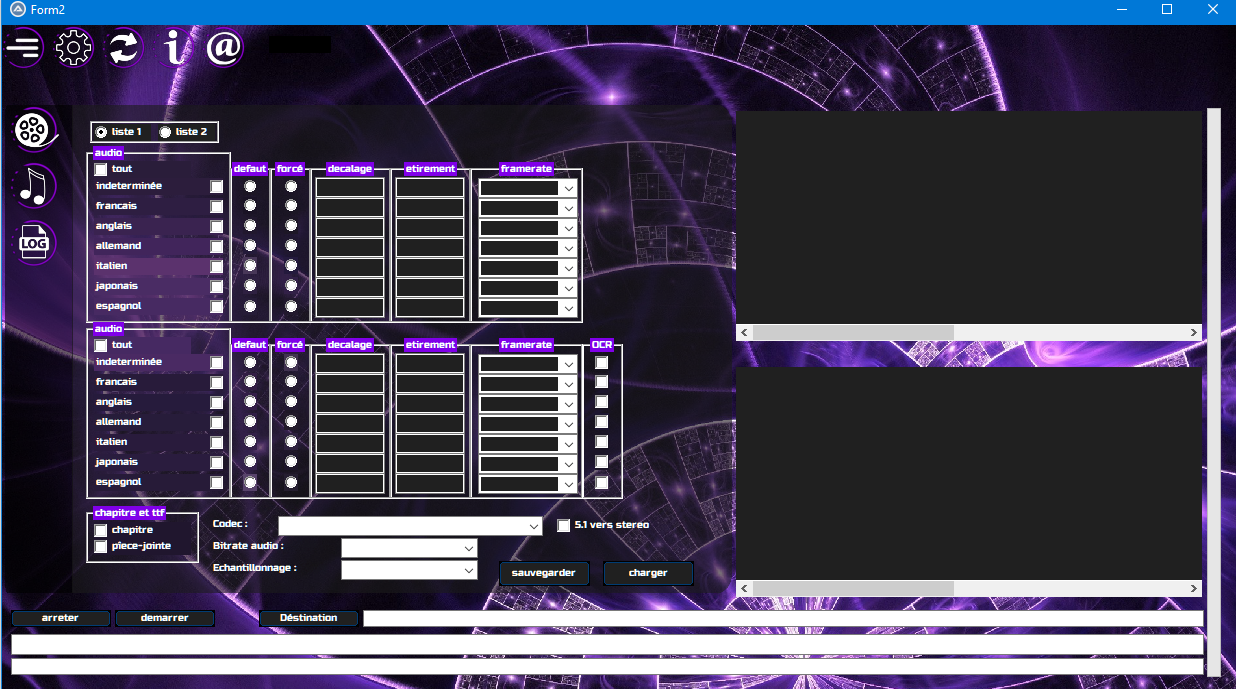 Form2
i @
liste 1 liste 2
audio
tout
defaut forcé decalage etirement framerate
indeterminée
francais
anglais
allemand
italien
japonais
espagnol
audio
tout
defaut forcé decalage etirement framerate OCR
indeterminée
francais
anglais
allemand
italien
japonais
espagnol
LOG
chapitre et ttf
chapitre
piece-jointe
Codec :
5.1 vers stereo
Bitrate audio :
Echantillonnage :
sauvegarder charger
arreter demarrer Déstination